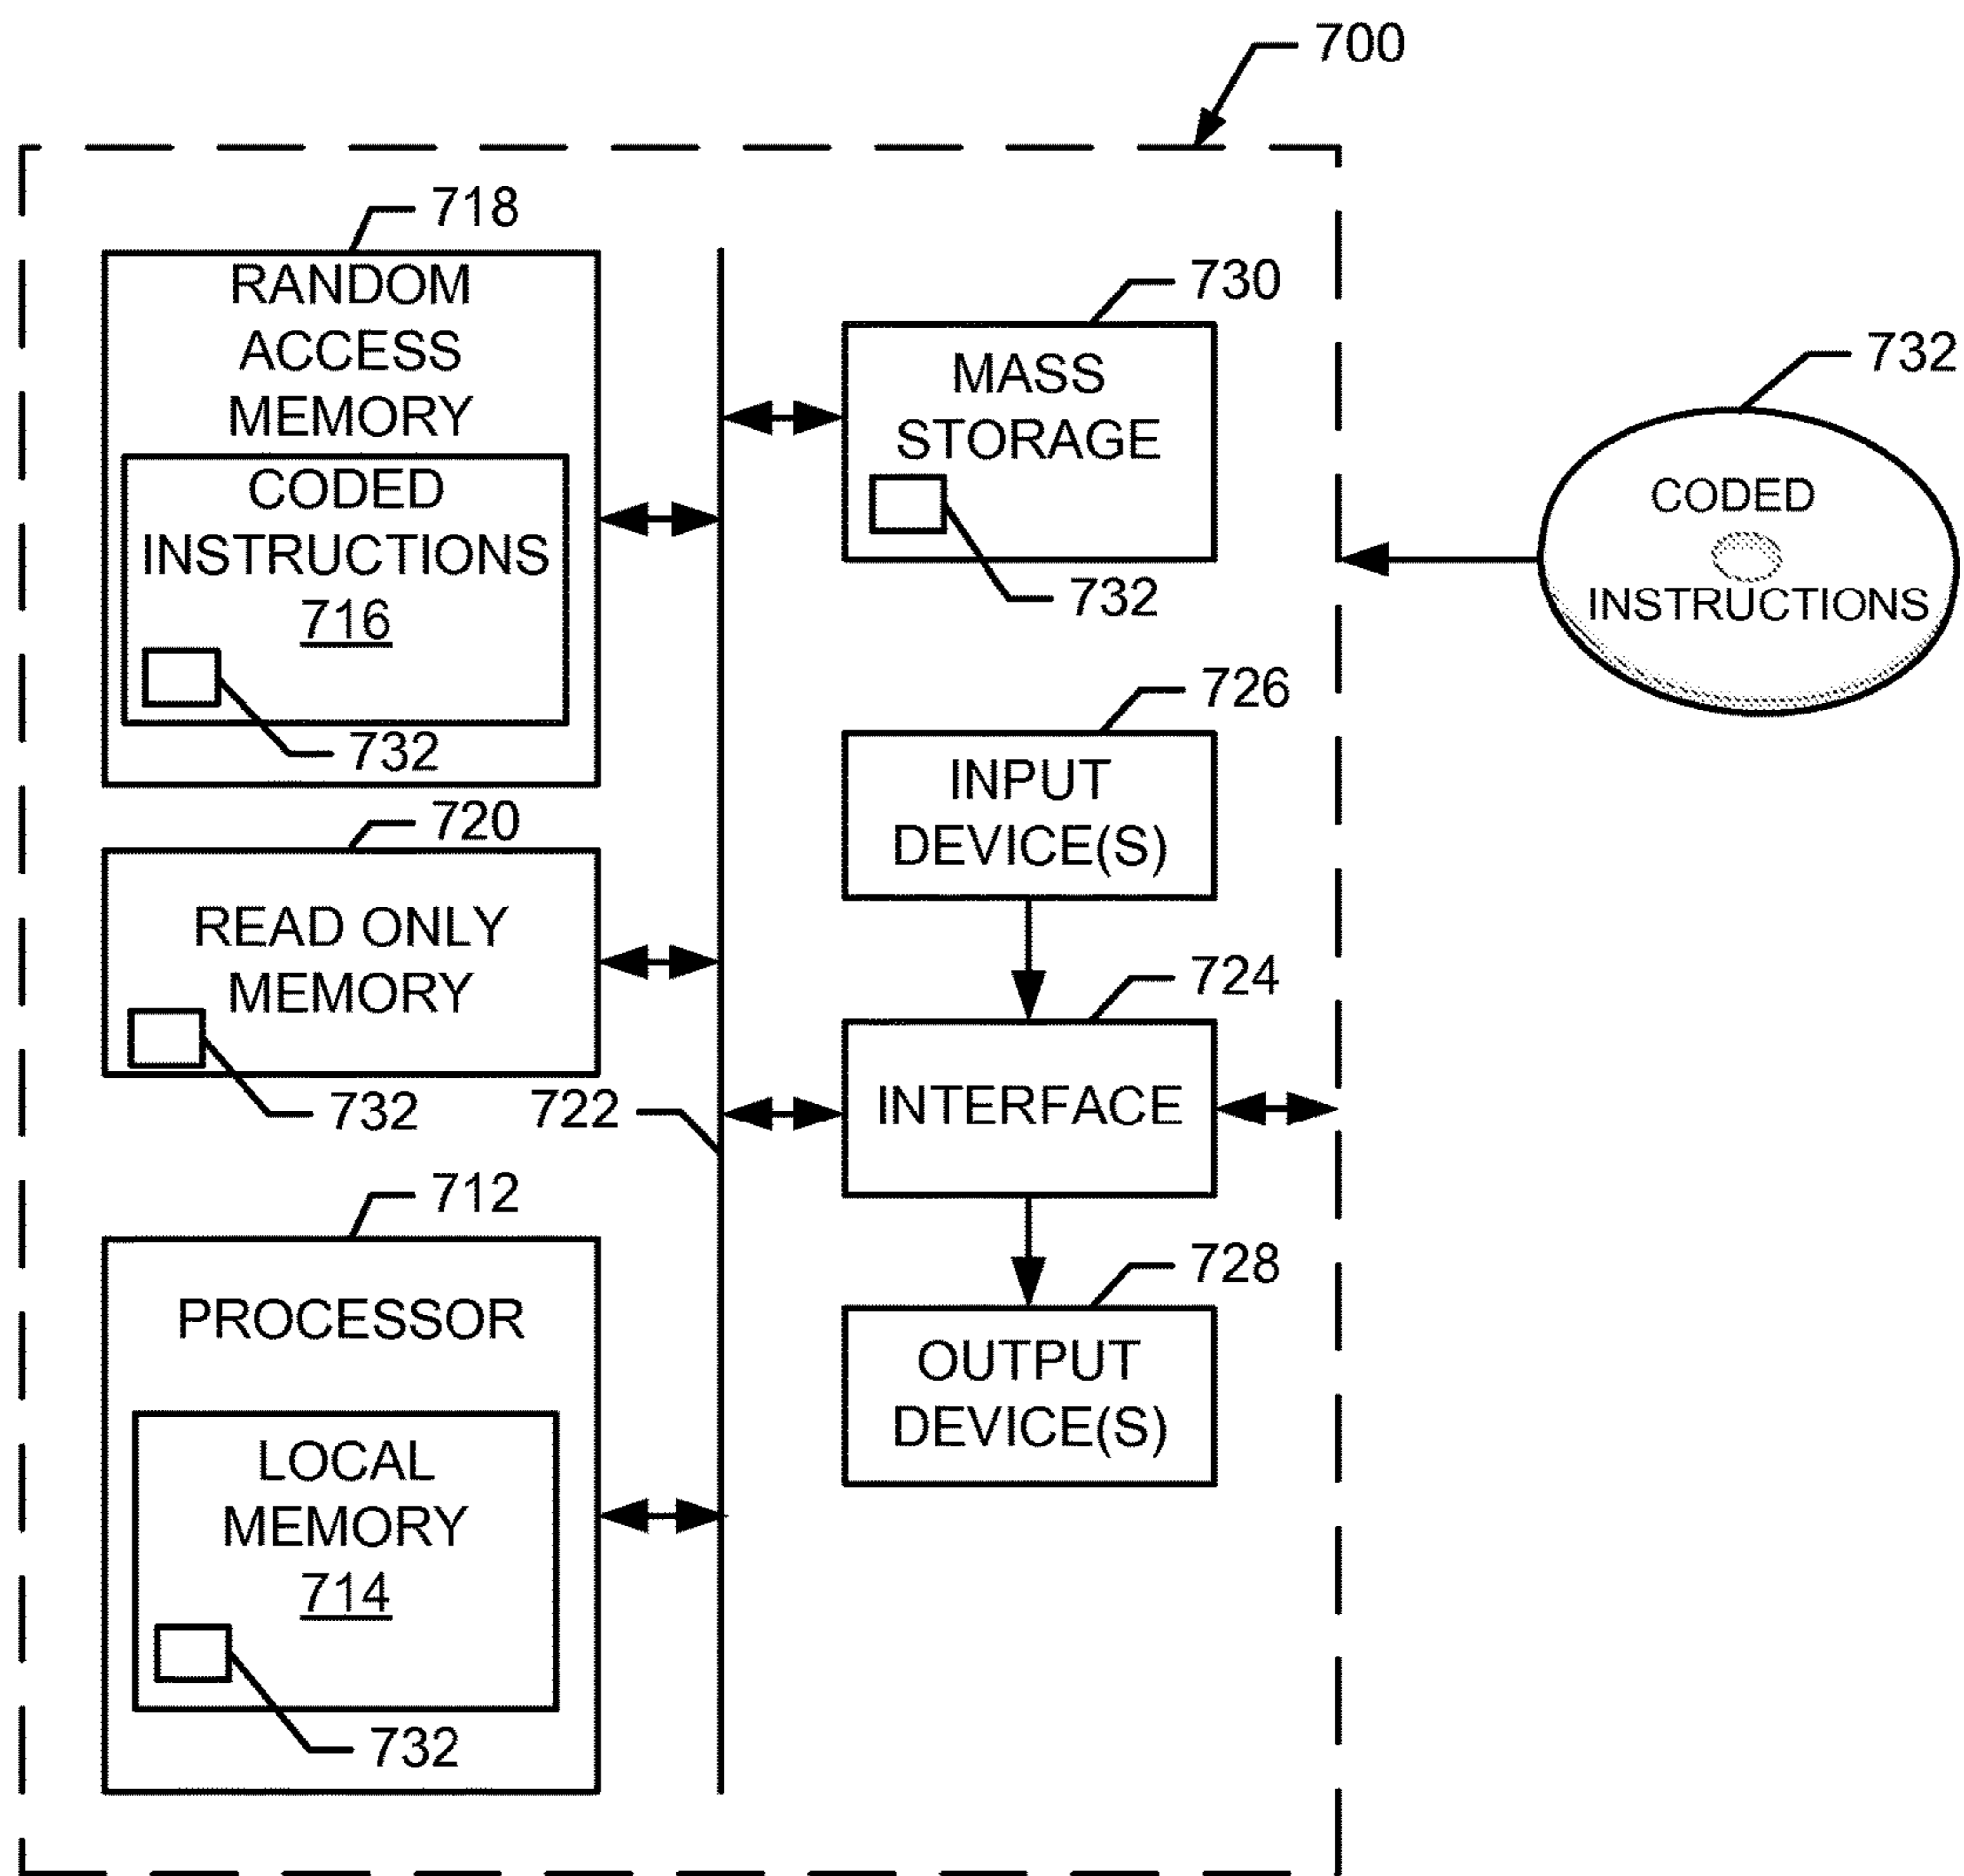 700
718
RANDOM
ACCESS
MEMORY
CODED
INSTRUCTIONS
716
732
730
MASS
STORAGE
732
732
CODED
INSTRUCTIONS
726
INPUT
DEVICE(S)
720
READ ONLY
MEMORY
732
722
724
INTERFACE
712
PROCESSOR
LOCAL
MEMORY
714
732
728
OUTPUT
DEVICE(S)